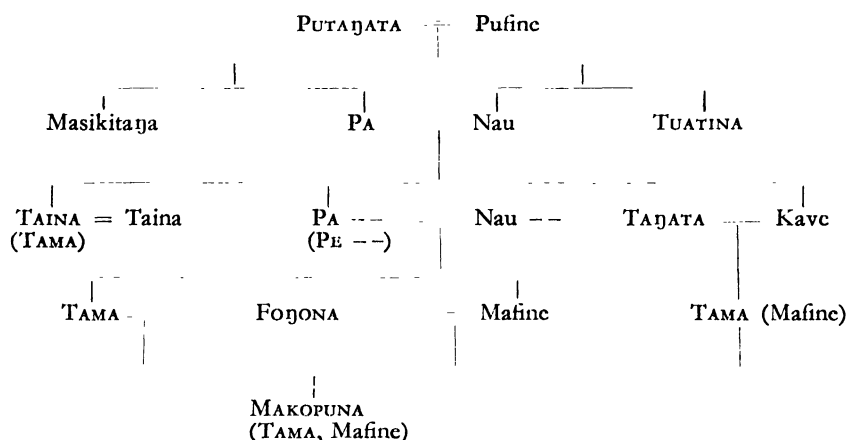 PUTAŊATA Pufine
Masikitaŋa PA Nau TUATINA
TAINA = Taina PA -- Nau -- TAŊATA Kave
(TAMA) (PE --)
TAMA FOŊONA Mafine TAMA (Mafine)
MAKOPUNA
(TAMA, Mafine)